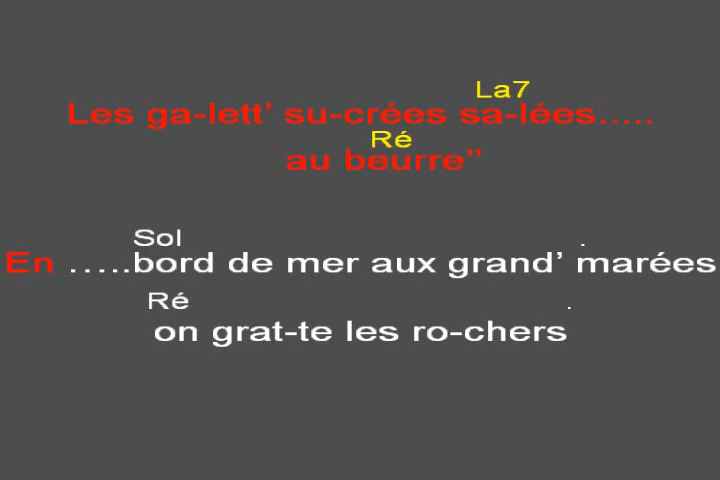 La7
Les ga-lett' su-crées sa-lées.....
Ré
au beurre"
Sol .
En .....bord de mer aux grand' marées
Ré .
on grat-te les ro-chers